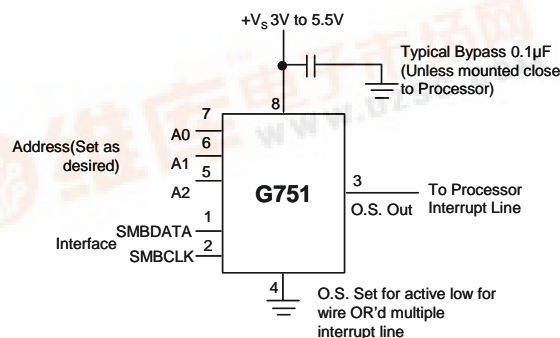 +VS 3V to 5.5V
Typical Bypass 0.1µF
(Unless mounted close
to Processor)
8
7
A0
6
A1
5
A2
Address(Set as
desired)
G751
3
O.S. Out
To Processor
Interrupt Line
1
SMBDATA
Interface
2
SMBCLK
4
O.S. Set for active low for
wire OR'd multiple
interrupt line